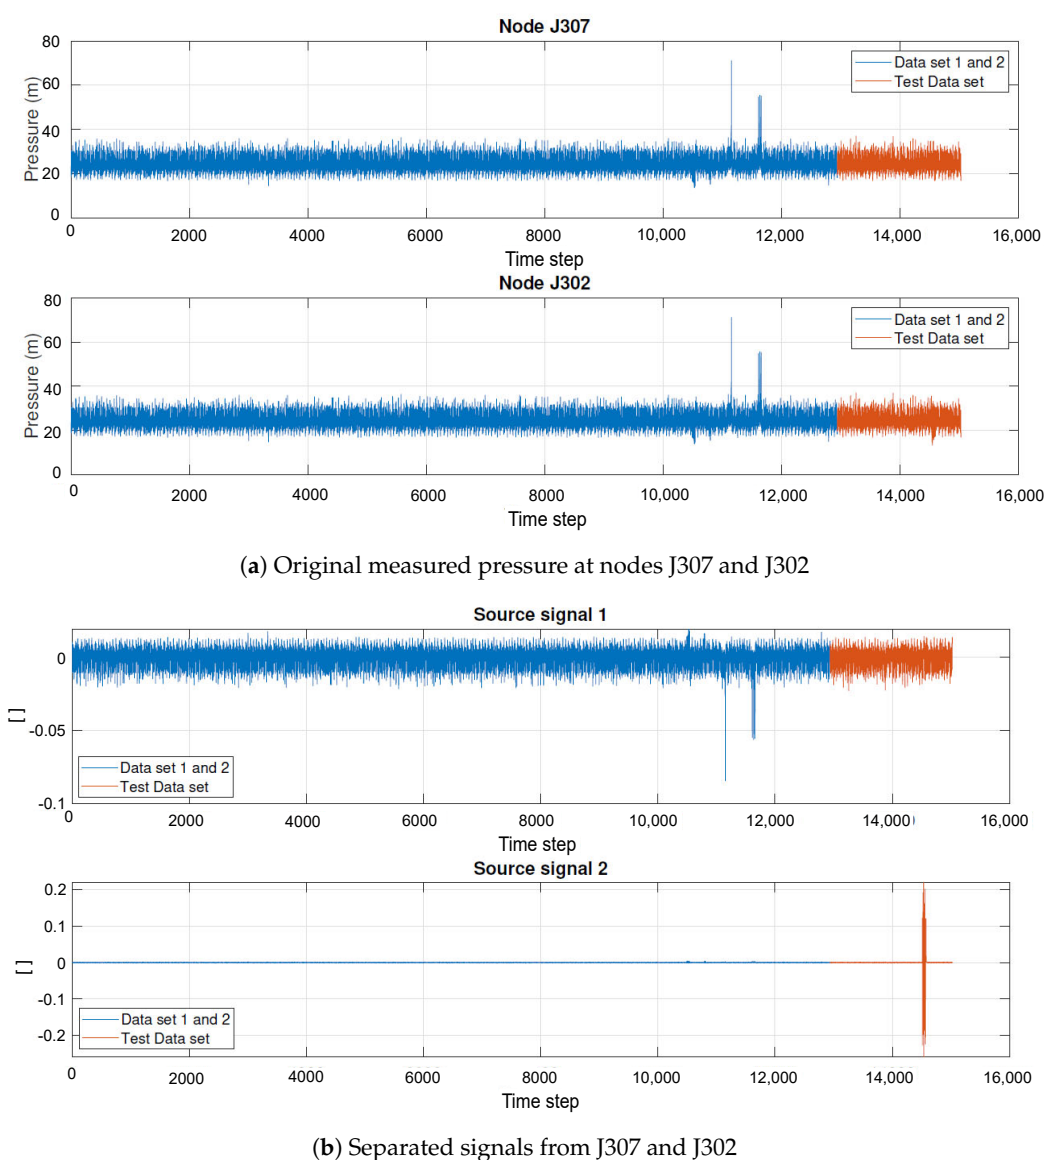 Node J307
80
60
40
20
0
Pressure (m)
Data set 1 and 2
Test Data set
0 2000 4000 6000 8000 10,000 12,000 14,000 16,000
Time step
Node J302
80
60
40
20
0
Pressure (m)
Data set 1 and 2
Test Data set
0 2000 4000 6000 8000 10,000 12,000 14,000 16,000
Time step
(a) Original measured pressure at nodes J307 and J302
Source signal 1
0
-0.05
-0.1
[ ]
Data set 1 and 2
Test Data set
0 2000 4000 6000 8000 10,000 12,000 14,000 16,000
Time step
Source signal 2
0.2
0.1
0
-0.1
-0.2
[ ]
Data set 1 and 2
Test Data set
0 2000 4000 6000 8000 10,000 12,000 14,000 16,000
Time step
(b) Separated signals from J307 and J302